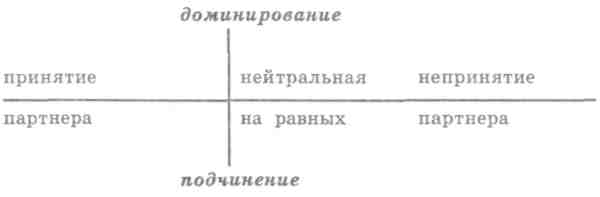 доминирование
принятие нейтральная непринятие
партнера на равных партнера
подчинение